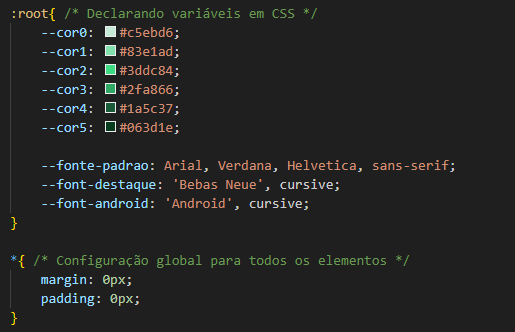 :root{ /* Declarando variáveis em CSS */
--cor0: #c5ebd6;
--cor1: #83e1ad;
--cor2: #3ddc84;
--cor3: #2fa866;
--cor4: #1a5c37;
--cor5: #063d1e;
--fonte-padrao: Arial, Verdana, Helvetica, sans-serif;
--font-destaque: 'Bebas Neue', cursive;
--font-android: 'Android', cursive;
}
*{ /* Configuração global para todos os elementos */
margin: 0px;
padding: 0px;
}